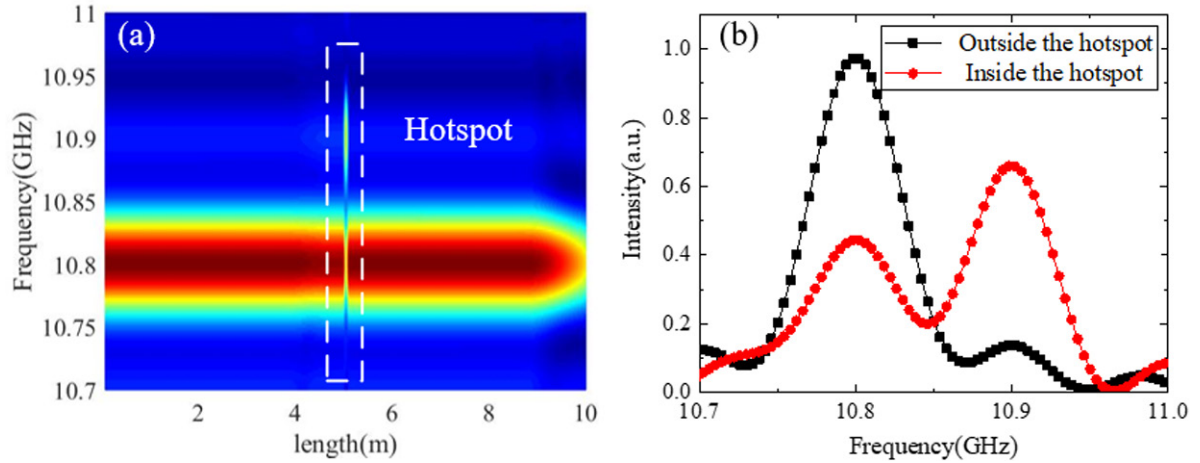 (a)
Hotspot
Frequency(GHz)
11
10.95
10.9
10.85
10.8
10.75
10.7
2
4
6
8
10
length(m)
(b)
Outside the hotspot
Inside the hotspot
Intensity(a.u.)
1.0
0.8
0.6
0.4
0.2
0.0
10.7
10.8
10.9
11.0
Frequency(GHz)